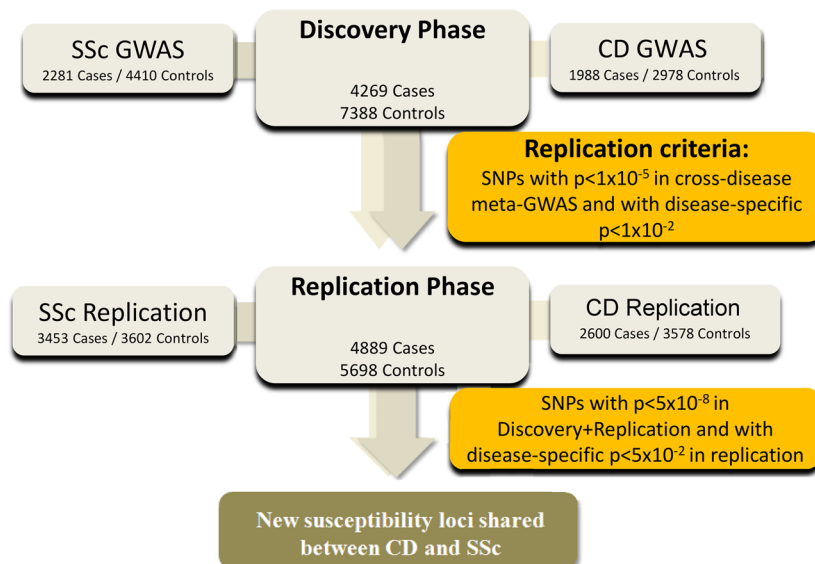 Discovery Phase
4269 Cases
7388 Controls
SSc GWAS
2281 Cases / 4410 Controls
CD GWAS
1988 Cases / 2978 Controls
Replication criteria:
SNPs with p<1x10⁻⁵ in cross-disease
meta-GWAS and with disease-specific
p<1x10⁻²
Replication Phase
4889 Cases
5698 Controls
SSc Replication
3453 Cases / 3602 Controls
CD Replication
2600 Cases / 3578 Controls
SNPs with p<5x10⁻⁸ in
Discovery+Replication and with
disease-specific p<5x10⁻² in replication
New susceptibility loci shared
between CD and SSc